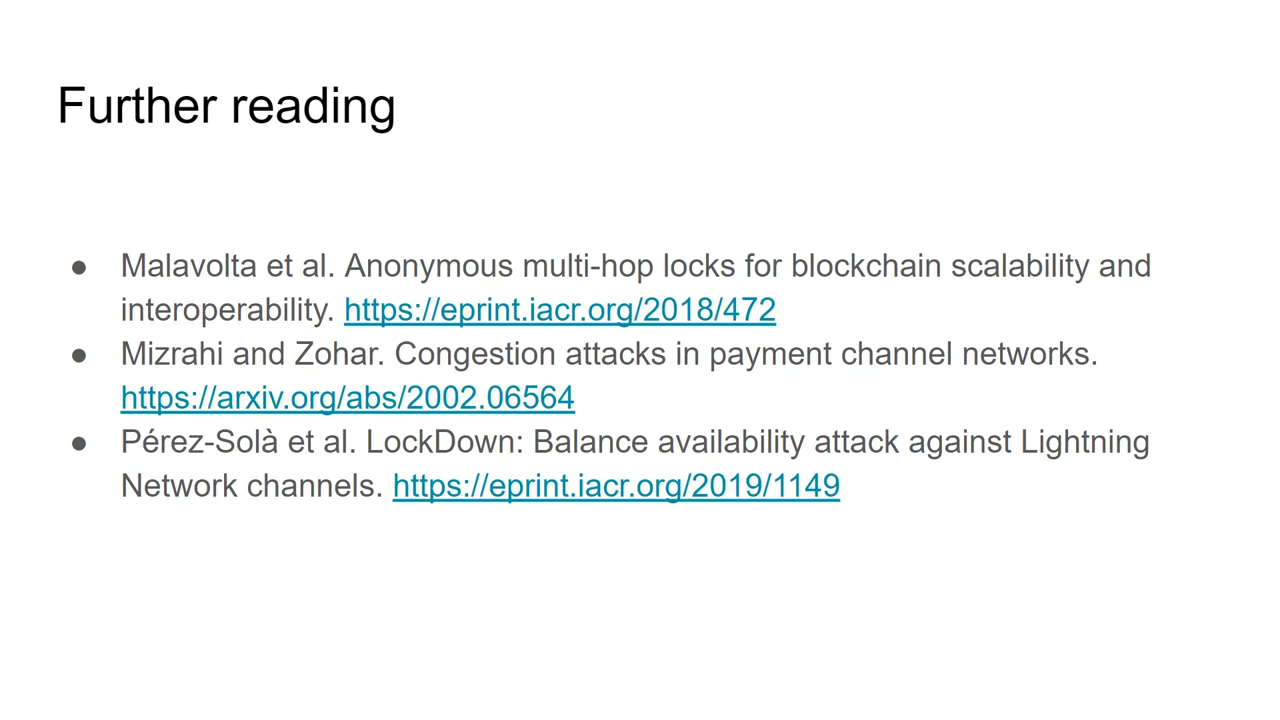 Further reading
● Malavolta et al. Anonymous multi-hop locks for blockchain scalability and
interoperability. https://eprint.iacr.org/2018/472
● Mizrahi and Zohar. Congestion attacks in payment channel networks.
https://arxiv.org/abs/2002.06564
● Pérez-Solà et al. LockDown: Balance availability attack against Lightning
Network channels. https://eprint.iacr.org/2019/1149